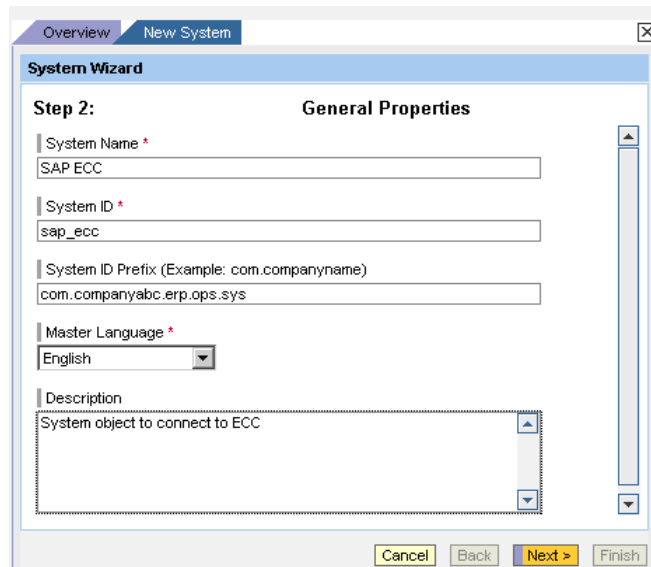 Overview New System
System Wizard
Step 2: General Properties
System Name *
SAP ECC
System ID *
sap_ecc
System ID Prefix (Example: com.companyname)
com.companyabc.erp.ops.sys
Master Language *
English
Description
System object to connect to ECC
Cancel Back Next > Finish